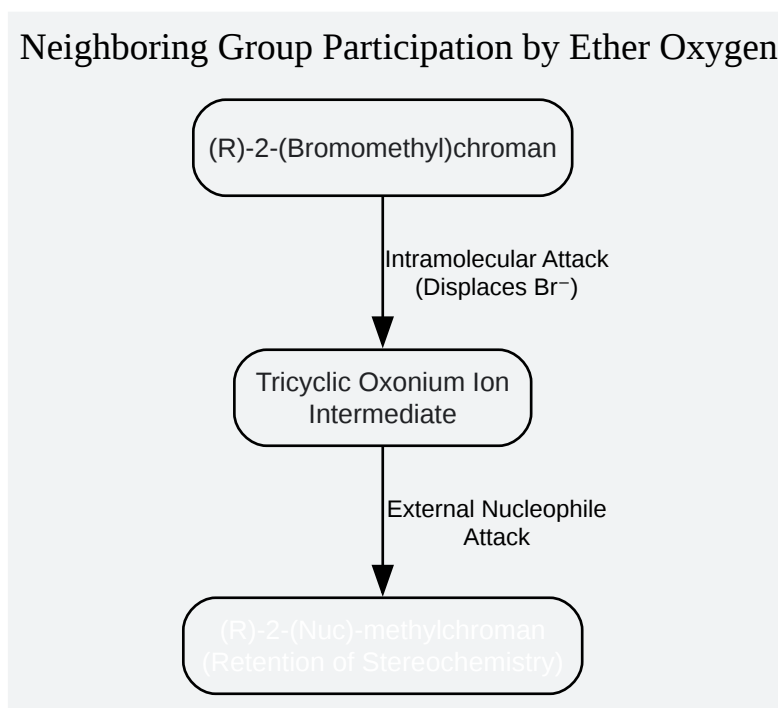 Neighboring Group Participation by Ether Oxygen
(R)-2-(Bromomethyl)chroman
Intramolecular Attack
(Displaces Br⁻)
Tricyclic Oxonium Ion
Intermediate
External Nucleophile
Attack
(R)-2-(Nuc)-methylchroman
(Retention of Stereochemistry)